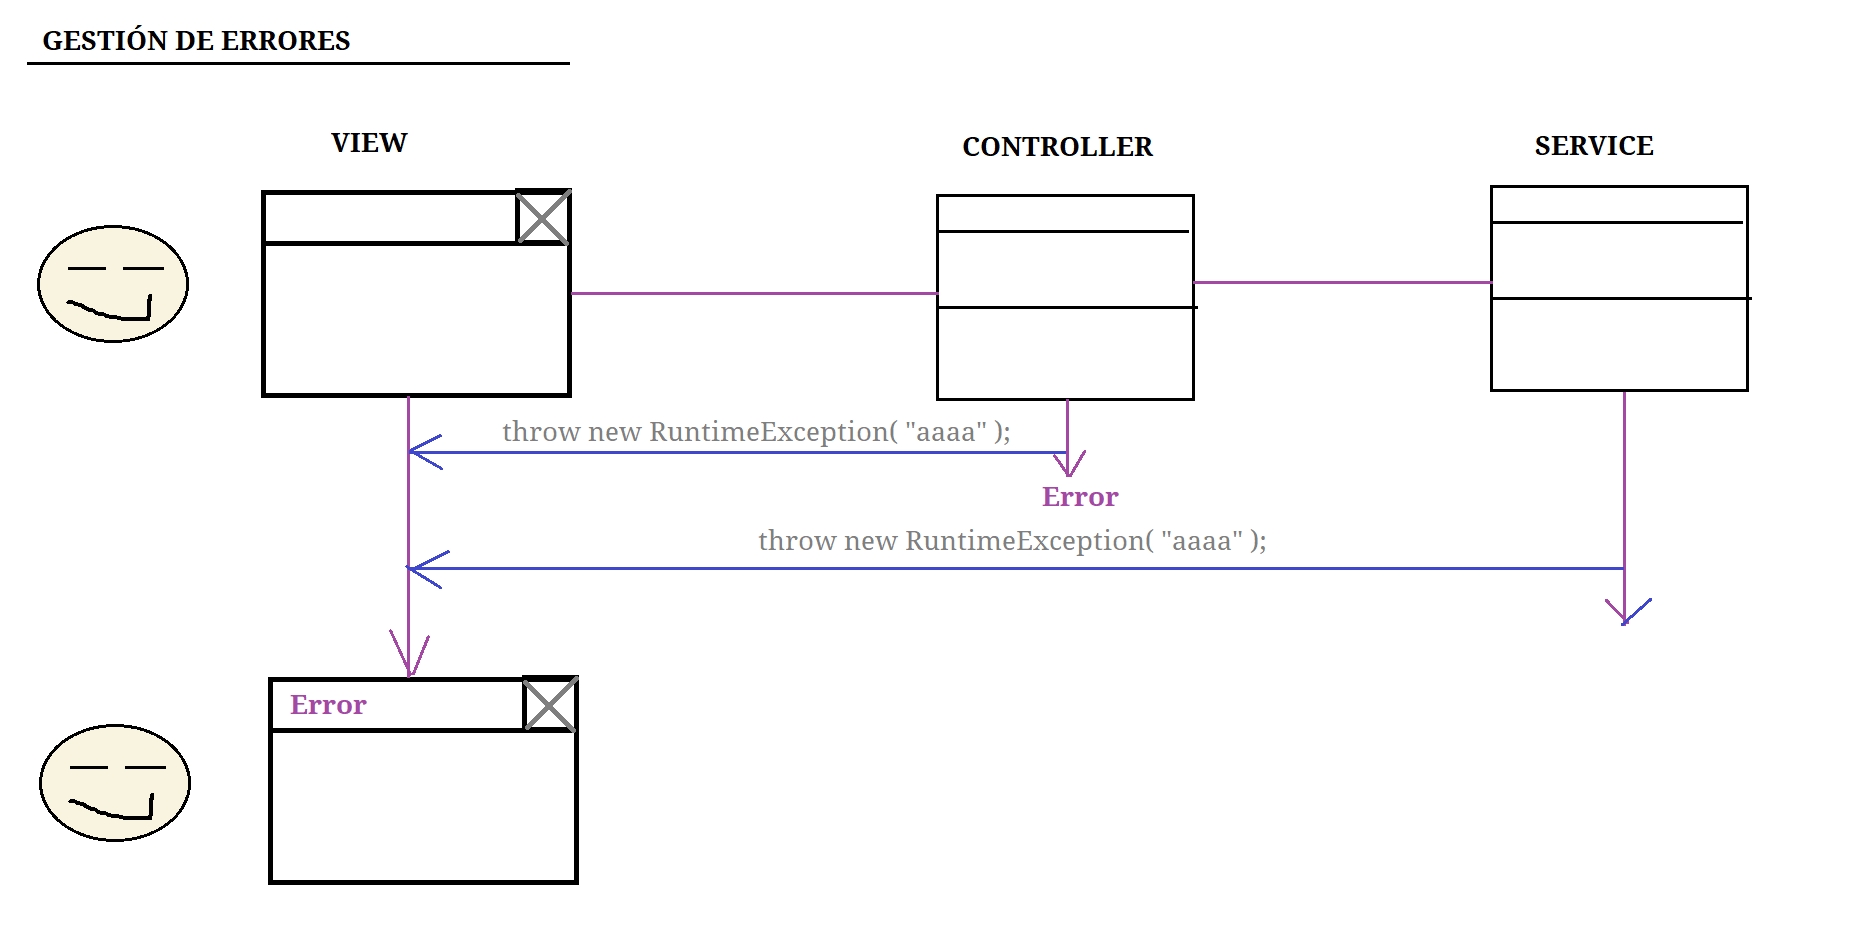 GESTIÓN DE ERRORES
VIEW
CONTROLLER
SERVICE
throw new RuntimeException( "aaaa" );
Error
throw new RuntimeException( "aaaa" );
Error